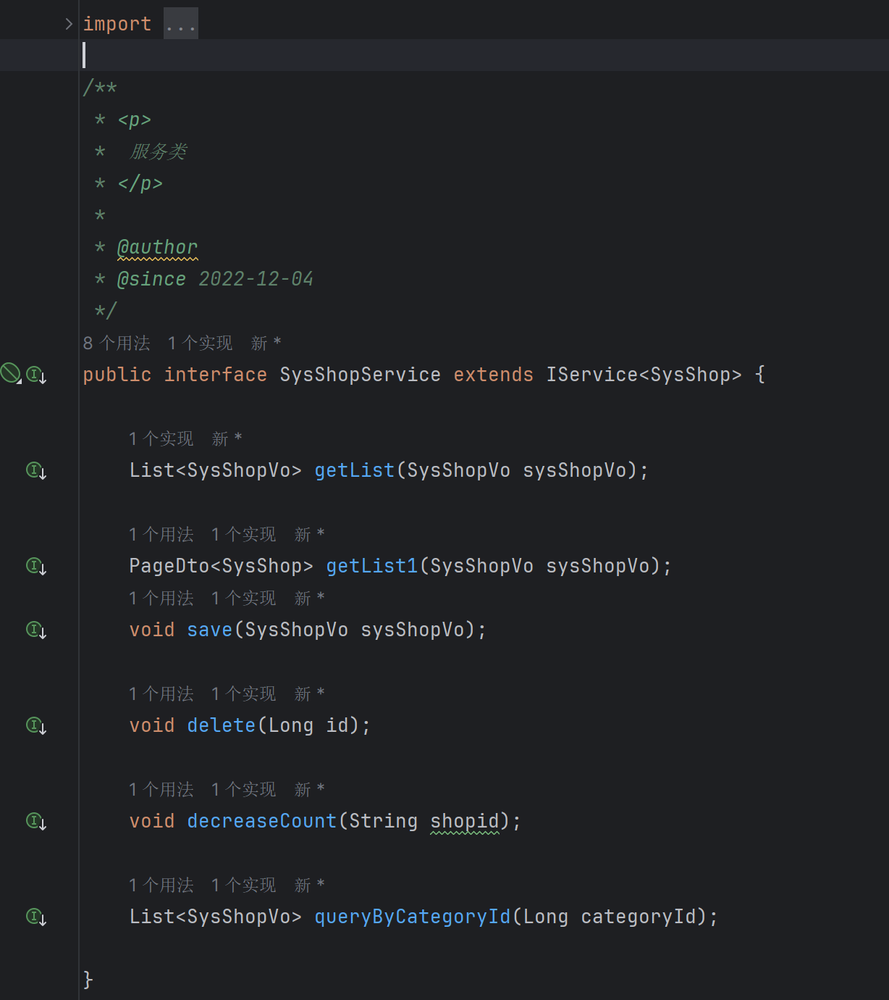 import ...
/**
 * <p>
 *  服务类
 * </p>
 *
 * @author
 * @since 2022-12-04
 */
8 个用法   1 个实现   新 *
public interface SysShopService extends IService<SysShop> {
1 个实现   新 *
List<SysShopVo> getList(SysShopVo sysShopVo);
1 个用法   1 个实现   新 *
PageDto<SysShop> getList1(SysShopVo sysShopVo);
1 个用法   1 个实现   新 *
void save(SysShopVo sysShopVo);
1 个用法   1 个实现   新 *
void delete(Long id);
1 个用法   1 个实现   新 *
void decreaseCount(String shopid);
1 个用法   1 个实现   新 *
List<SysShopVo> queryByCategoryId(Long categoryId);
}